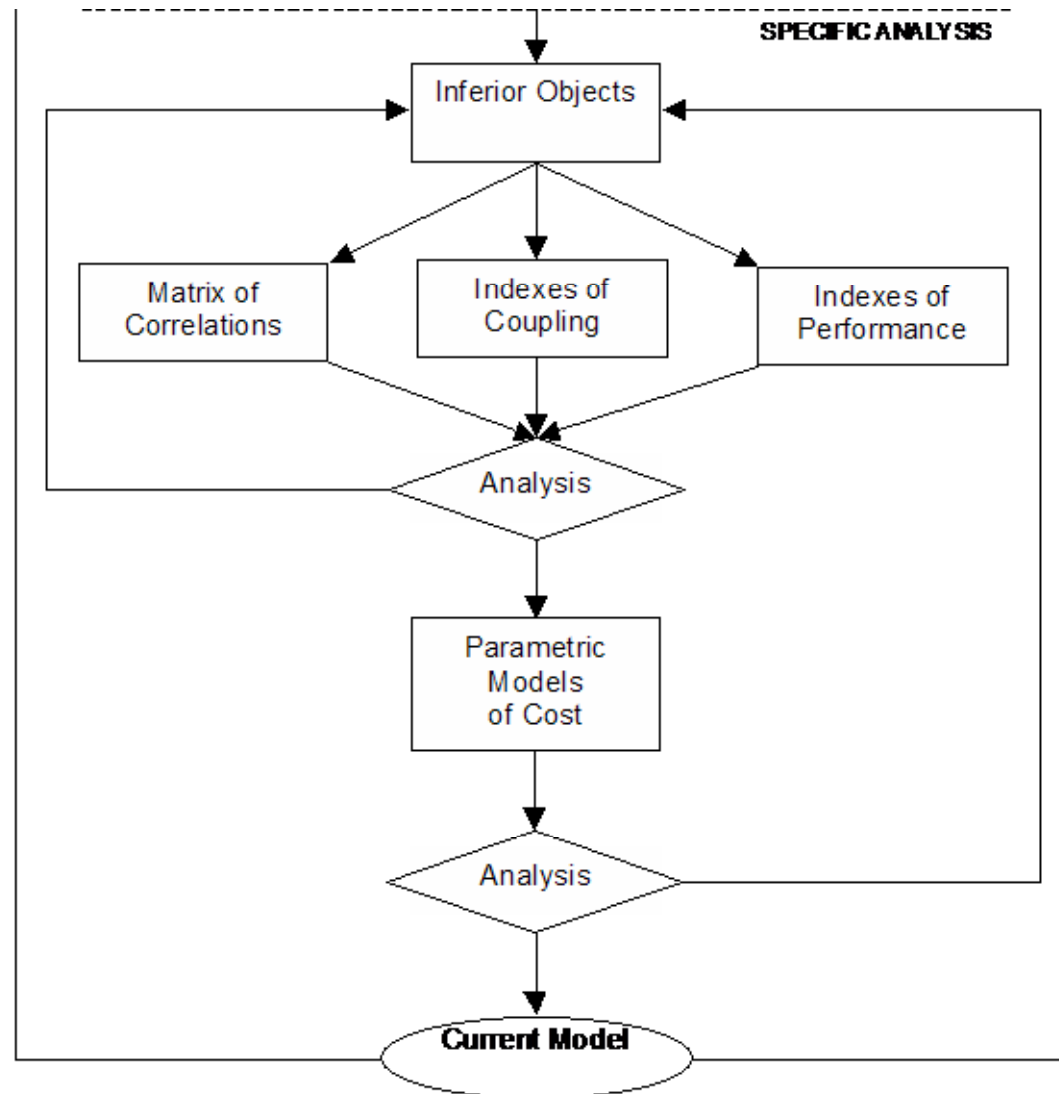 SPECIFIC ANALYSIS
Inferior Objects
Matrix of
Correlations
Indexes of
Coupling
Indexes of
Performance
Analysis
Parametric
Models
of Cost
Analysis
Current Model